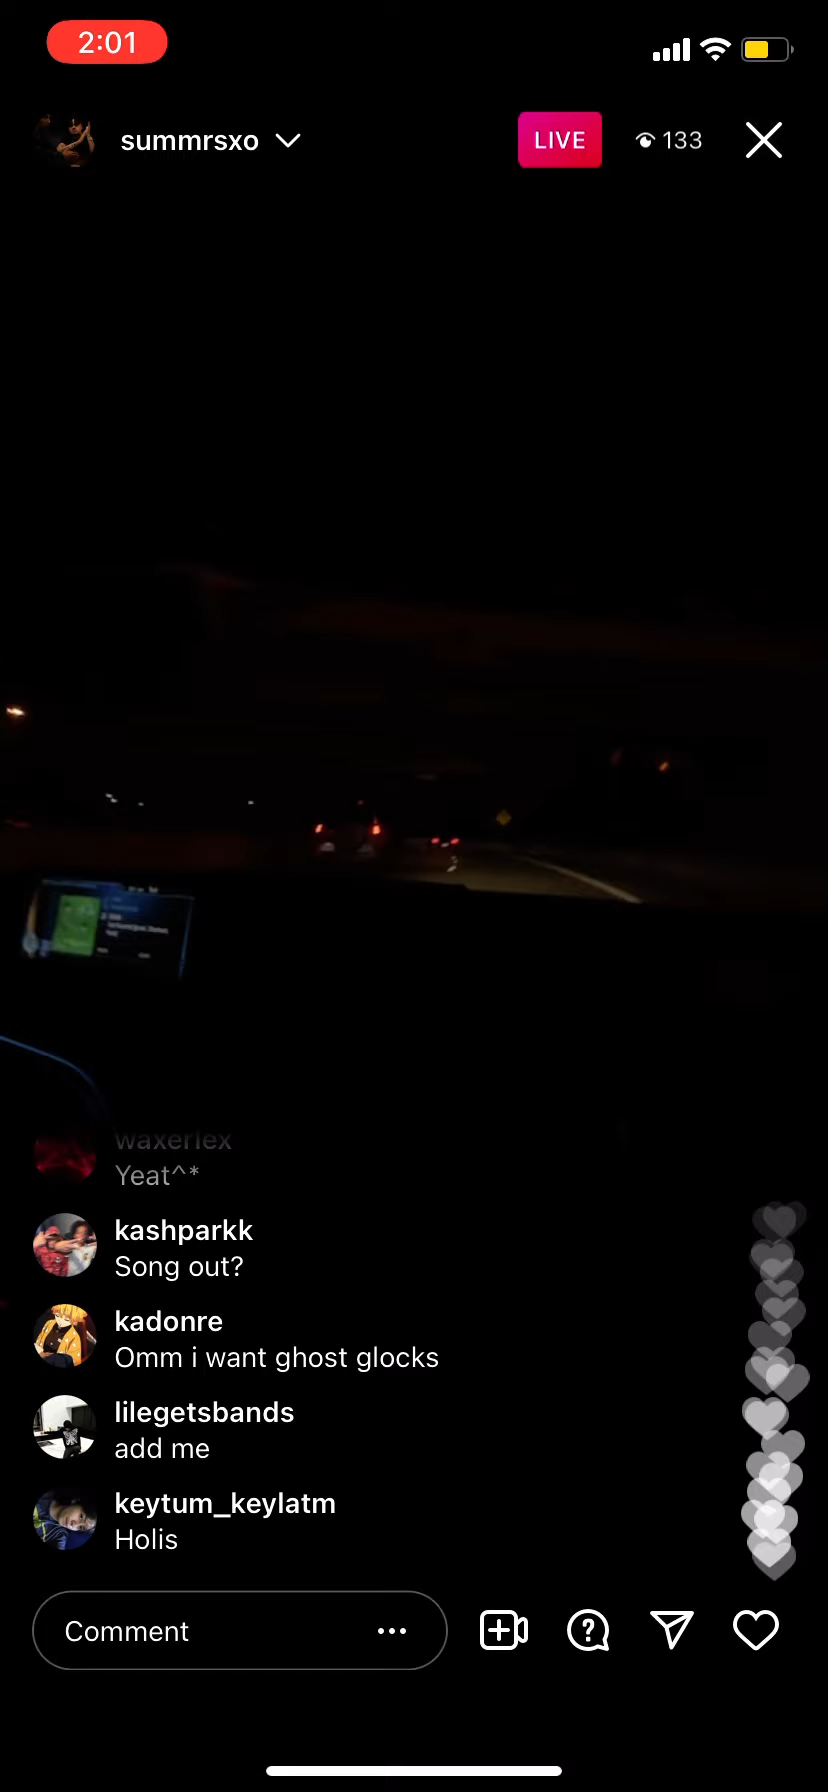 2:01
summrsxo
LIVE
133
waxerlex
Yeat^*
kashparkk
Song out?
kadonre
Omm i want ghost glocks
lilegetsbands
add me
keytum_keylatm
Holis
Comment